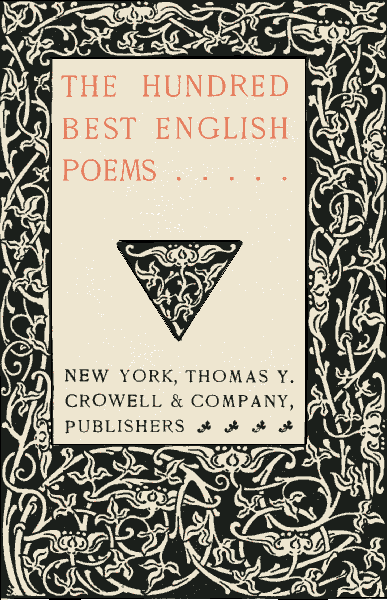 THE HUNDRED
BEST ENGLISH
POEMS . . . . .
NEW YORK, THOMAS Y.
CROWELL & COMPANY,
PUBLISHERS